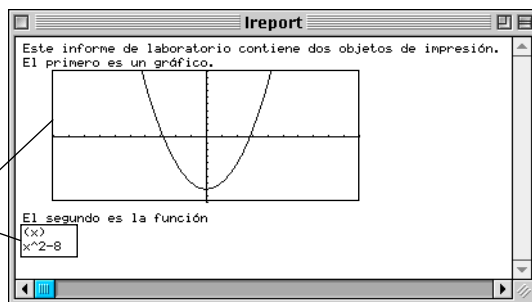 lreport
Este informe de laboratorio contiene dos objetos de impresión.
El primero es un gráfico.
El segundo es la función
(x)
x^2-8